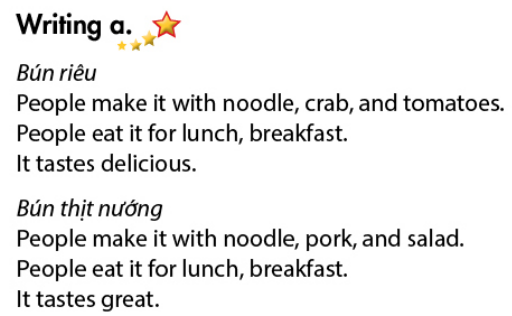 Writing a.
Bún riêu
People make it with noodle, crab, and tomatoes.
People eat it for lunch, breakfast.
It tastes delicious.
Bún thịt nướng
People make it with noodle, pork, and salad.
People eat it for lunch, breakfast.
It tastes great.